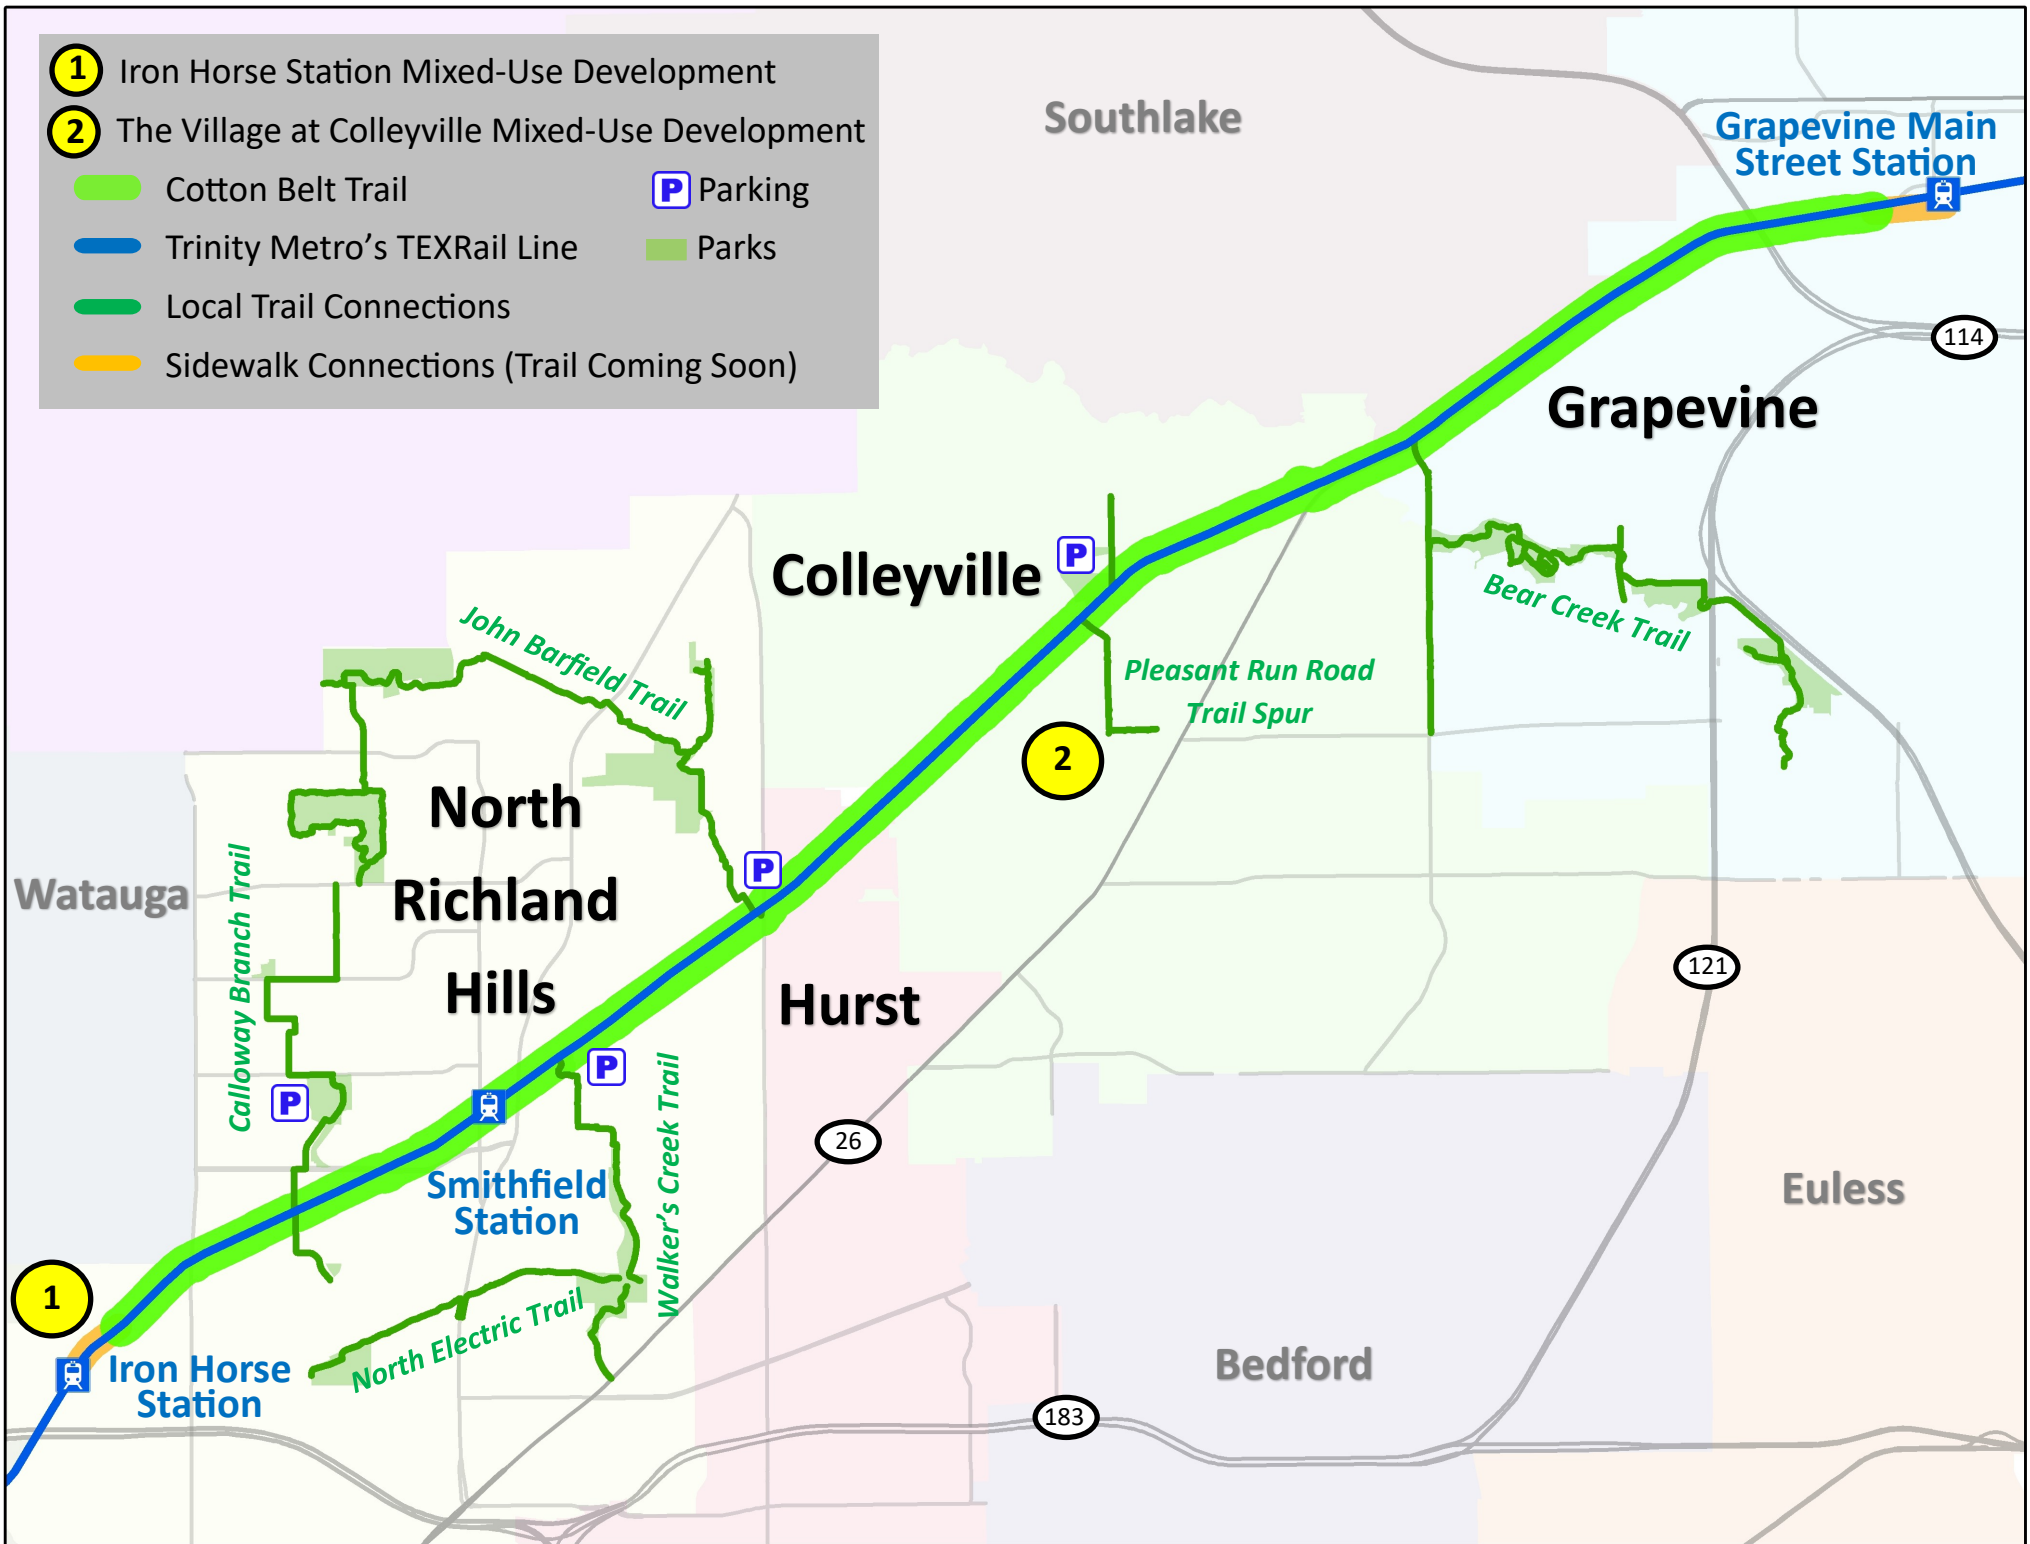 1 Iron Horse Station Mixed-Use Development
2 The Village at Colleyville Mixed-Use Development
Cotton Belt Trail
P Parking
Trinity Metro's TEXRail Line
Parks
Local Trail Connections
Sidewalk Connections (Trail Coming Soon)
Southlake
Grapevine Main
Street Station
114
Grapevine
P
Colleyville
Bear Creek Trail
John Barfield Trail
Pleasant Run Road
Trail Spur
2
North
Richland
Hills
P
Watauga
Calloway Branch Trail
121
Hurst
P
P
Walker's Creek Trail
26
Smithfield
Station
Euless
1
North Electric Trail
Iron Horse
Station
Bedford
183